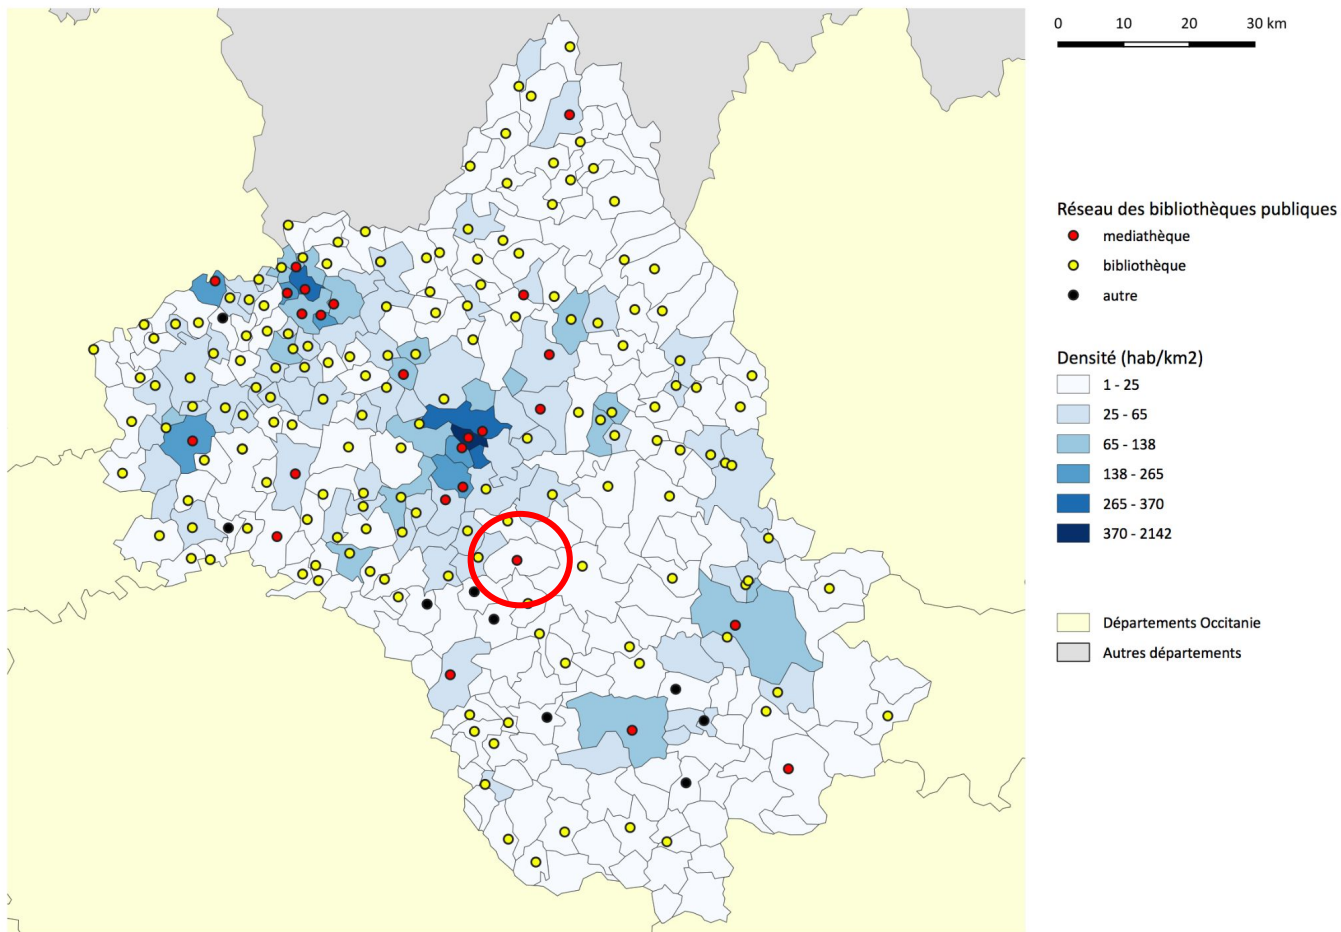 0 10 20 30 km
Réseau des bibliothèques publiques
mediathèque
bibliothèque
autre
Densité (hab/km2)
1 - 25
25 - 65
65 - 138
138 - 265
265 - 370
370 - 2142
Départements Occitanie
Autres départements